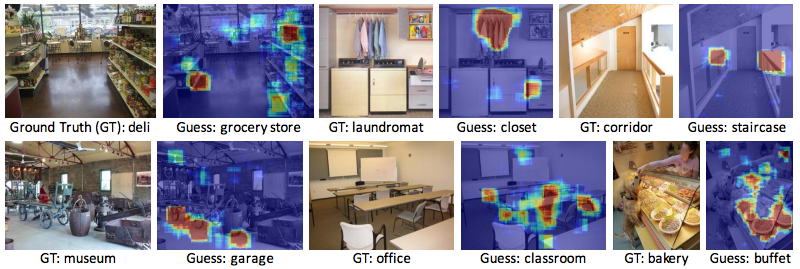 Ground Truth (GT): deli
Guess: grocery store
GT: laundromat
Guess: closet
GT: corridor
Guess: staircase
GT: museum
Guess: garage
GT: office
Guess: classroom
GT: bakery
Guess: buffet